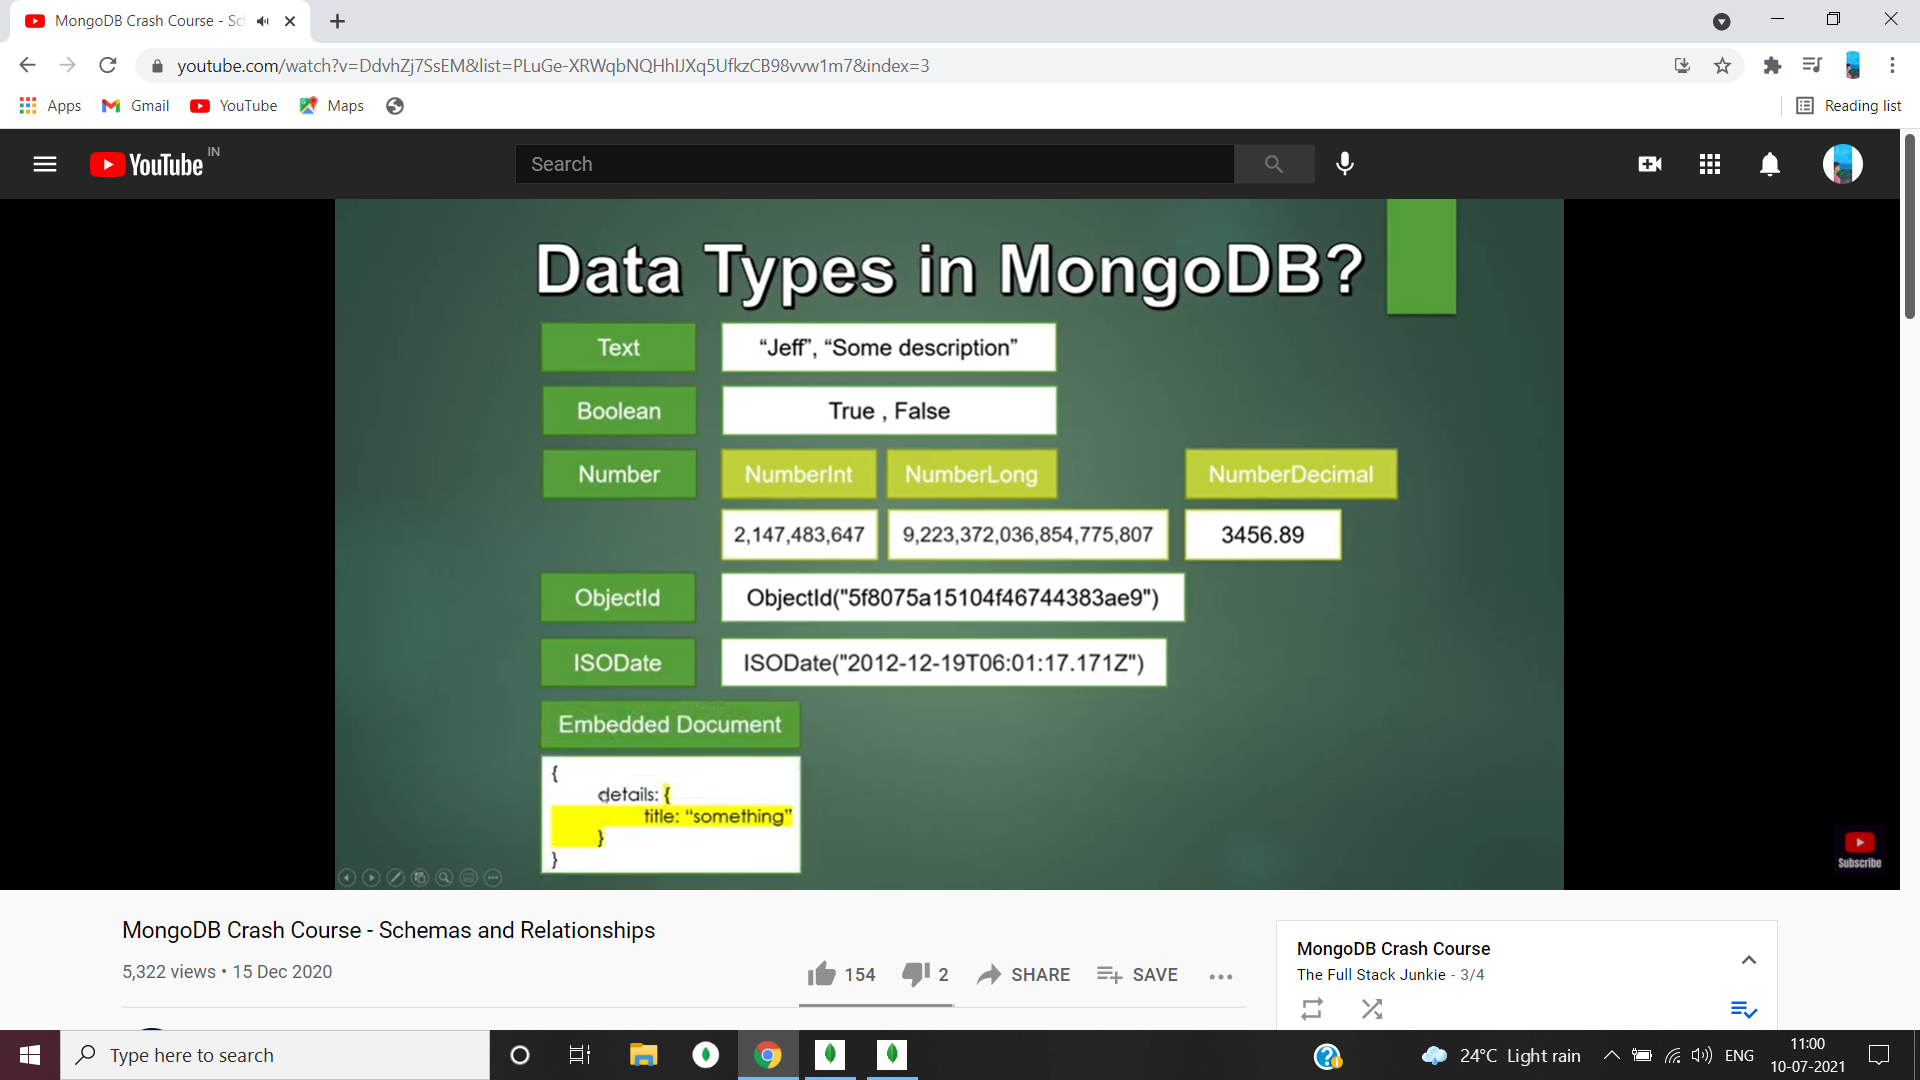 MongoDB Crash Course - Sc
youtube.com/watch?v=DdvhZj7SsEM&list=PLuGe-XRWqbNQHhIJXq5UfkzCB98vvw1m7&index=3
Apps
Gmail
YouTube
Maps
Reading list
YouTube IN
Search
Data Types in MongoDB?
Text
“Jeff”, “Some description”
Boolean
True , False
Number
NumberInt
NumberLong
NumberDecimal
2,147,483,647
9,223,372,036,854,775,807
3456.89
ObjectId
ObjectId("5f8075a15104f46744383ae9")
ISODate
ISODate("2012-12-19T06:01:17.171Z")
Embedded Document
{
details: {
title: “something”
}
}
Subscribe
MongoDB Crash Course - Schemas and Relationships
5,322 views • 15 Dec 2020
154
2
SHARE
SAVE
MongoDB Crash Course
The Full Stack Junkie - 3/4
Type here to search
24°C Light rain
ENG
11:00
10-07-2021